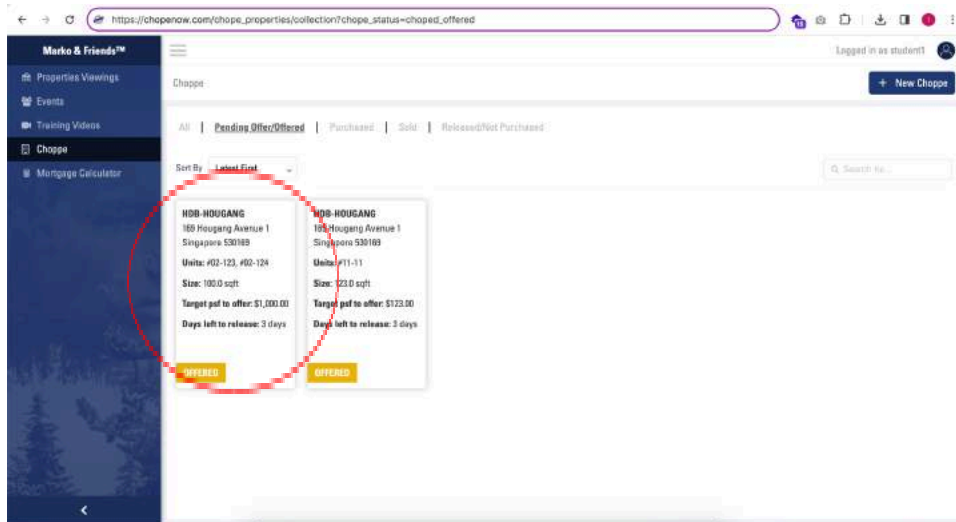 https://chopenow.com/chope_properties/collection?chope_status=choped_offered
Marko & Friends™
Logged in as student1
Properties Viewings
Events
Training Videos
Choppe
Mortgage Calculator
Choppe
+ New Choppe
All | Pending Offer/Offered | Purchased | Sold | Released/Not Purchased
Sort By Latest First
Search for...
HDB-HOUGANG
169 Hougang Avenue 1
Singapore 530169
Units: #02-123, #02-124
Size: 100.0 sqft
Target psf to offer: $1,000.00
Days left to release: 3 days
OFFERED
HDB-HOUGANG
169 Hougang Avenue 1
Singapore 530169
Units: #11-11
Size: 123.0 sqft
Target psf to offer: $123.00
Days left to release: 3 days
OFFERED